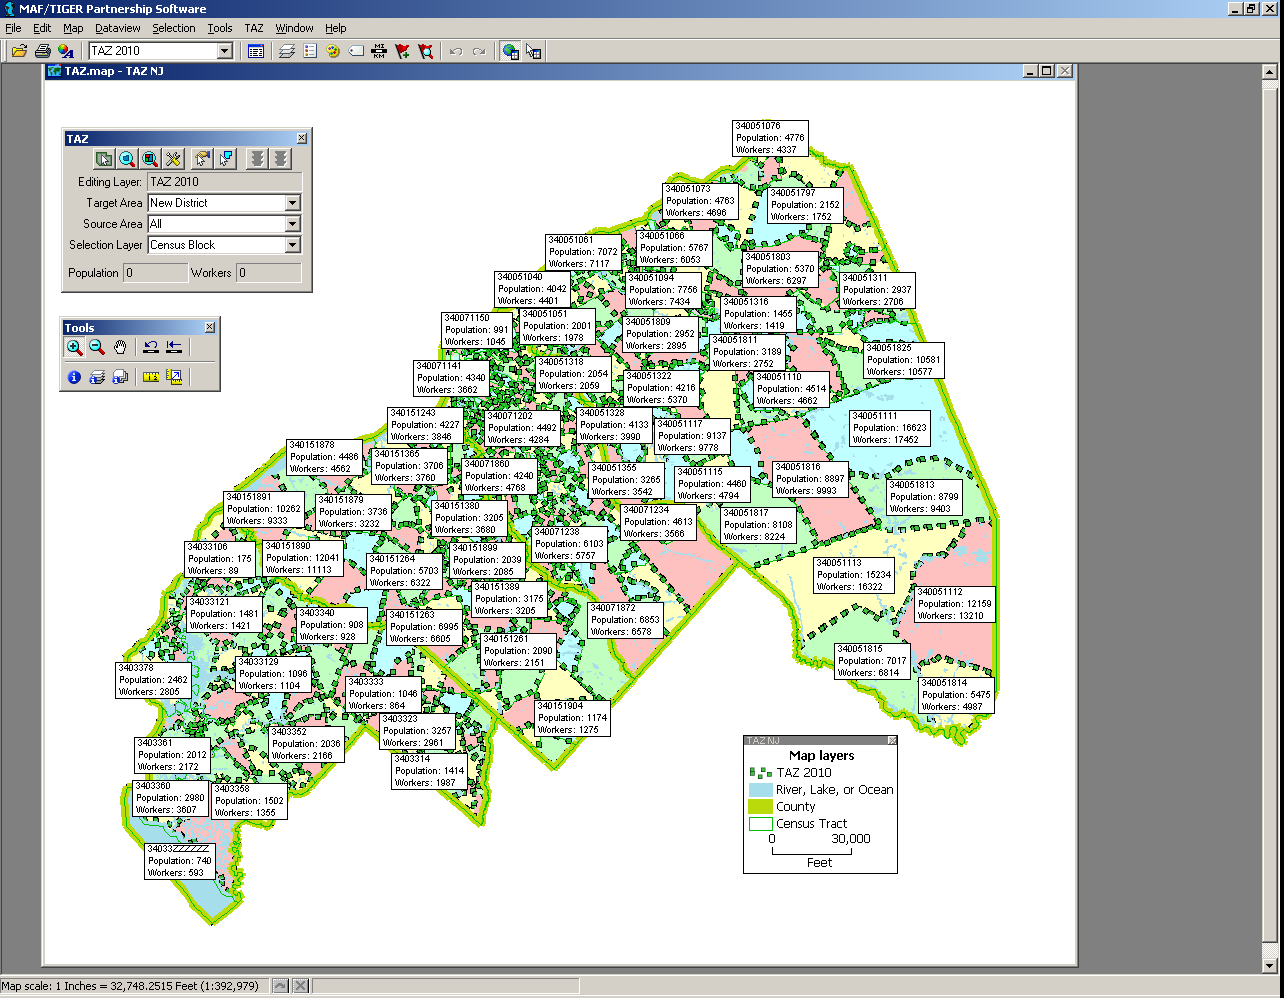 MAF/TIGER Partnership Software
File Edit Map Dataview Selection Tools TAZ Window Help
TAZ 2010
MI
KM
TAZ.map - TAZ NJ
TAZ
Editing Layer: TAZ 2010
Target Area New District
Source Area All
Selection Layer Census Block
Population 0 Workers 0
Tools
340051076
Population: 4776
Workers: 4337
340051073
Population: 4763
Workers: 4696
340051797
Population: 2152
Workers: 1752
340051061
Population: 7072
Workers: 7117
340051066
Population: 5767
Workers: 6053
340051803
Population: 5370
Workers: 6297
340051040
Population: 4042
Workers: 4401
340051094
Population: 7756
Workers: 7434
340051311
Population: 2937
Workers: 2706
340051316
Population: 1455
Workers: 1419
340071150
Population: 991
Workers: 1045
340051051
Population: 2001
Workers: 1978
340051809
Population: 2952
Workers: 2895
340051811
Population: 3189
Workers: 2752
340051825
Population: 10581
Workers: 10577
340071141
Population: 4340
Workers: 3662
340051318
Population: 2054
Workers: 2059
340051322
Population: 4216
Workers: 5370
340051110
Population: 4514
Workers: 4662
340151243
Population: 4227
Workers: 3846
340071202
Population: 4492
Workers: 4284
340051328
Population: 4133
Workers: 3990
340051117
Population: 9137
Workers: 9778
340051111
Population: 16623
Workers: 17452
340151878
Population: 4486
Workers: 4562
340151365
Population: 3706
Workers: 3760
340071860
Population: 4240
Workers: 4768
340051355
Population: 3265
Workers: 3542
340051115
Population: 4460
Workers: 4794
340051816
Population: 8897
Workers: 9993
340051813
Population: 8799
Workers: 9403
340151891
Population: 10262
Workers: 9333
340151879
Population: 3736
Workers: 3232
340151380
Population: 3205
Workers: 3680
340071234
Population: 4613
Workers: 3566
340051817
Population: 8108
Workers: 8224
340071238
Population: 6103
Workers: 5757
34033106
Population: 175
Workers: 89
340151890
Population: 12041
Workers: 11113
340151264
Population: 5703
Workers: 6322
340151899
Population: 2039
Workers: 2085
340051113
Population: 15234
Workers: 16322
340151389
Population: 3175
Workers: 3205
340051112
Population: 12159
Workers: 13210
34033121
Population: 1481
Workers: 1421
3403340
Population: 908
Workers: 928
340151263
Population: 6995
Workers: 6605
340071872
Population: 6853
Workers: 6578
340151261
Population: 2090
Workers: 2151
340051815
Population: 7017
Workers: 6814
3403378
Population: 2462
Workers: 2805
34033129
Population: 1096
Workers: 1104
3403333
Population: 1046
Workers: 864
340051814
Population: 5475
Workers: 4987
340151904
Population: 1174
Workers: 1275
3403323
Population: 3257
Workers: 2961
3403352
Population: 2036
Workers: 2166
3403361
Population: 2012
Workers: 2172
3403314
Population: 1414
Workers: 1987
3403360
Population: 2980
Workers: 3607
3403358
Population: 1502
Workers: 1355
34033ZZZZZZ
Population: 740
Workers: 593
TAZ NJ
Map layers
TAZ 2010
River, Lake, or Ocean
County
Census Tract
0 30,000
Feet
Map scale: 1 Inches = 32,748.2515 Feet (1:392,979)